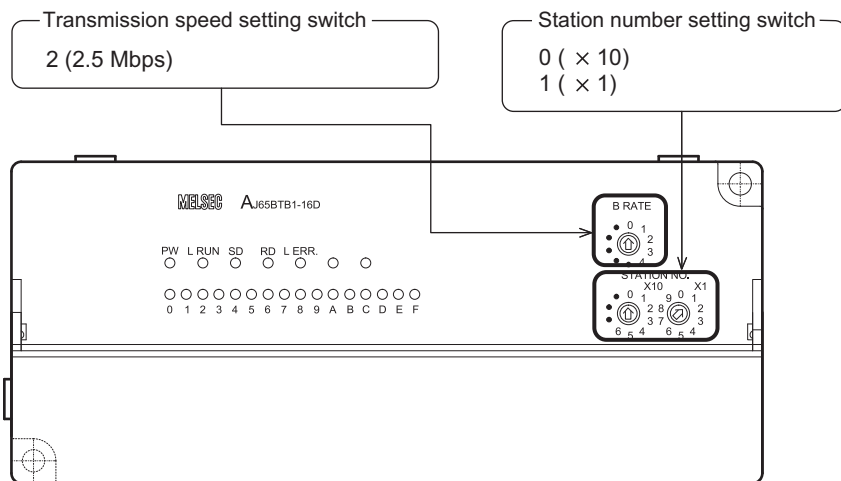 Transmission speed setting switch
2 (2.5 Mbps)
Station number setting switch
0 ( × 10)
1 ( × 1)
MELSEC AJ65BTB1-16D
B RATE
0 1 2 3 4
PW L RUN SD RD L ERR.
STATION NO.
X10 X1
0 1 2 3 4 5 6
0 1 2 3 4 5 6 7 8 9
0 1 2 3 4 5 6 7 8 9 A B C D E F